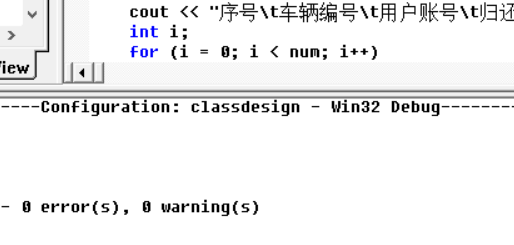 cout << "序号\t车辆编号\t用户账号\t归还
int i;
for (i = 0; i < num; i++)
View
----Configuration: classdesign - Win32 Debug-------
- 0 error(s), 0 warning(s)